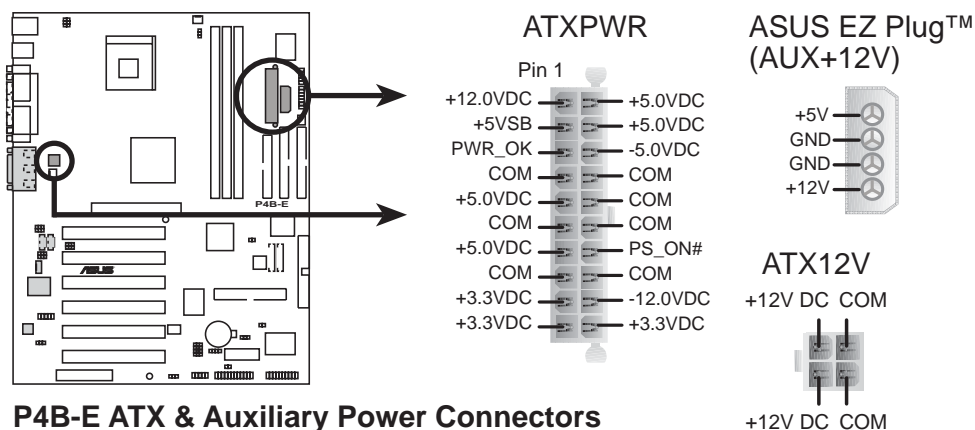 ATXPWR
Pin 1
+12.0VDC +5.0VDC
+5VSB +5.0VDC
PWR_OK -5.0VDC
COM COM
+5.0VDC COM
COM COM
+5.0VDC PS_ON#
COM COM
+3.3VDC -12.0VDC
+3.3VDC +3.3VDC
ASUS EZ Plug™
(AUX+12V)
+5V
GND
GND
+12V
ATX12V
+12V DC COM
+12V DC COM
P4B-E
ASUS
P4B-E ATX & Auxiliary Power Connectors